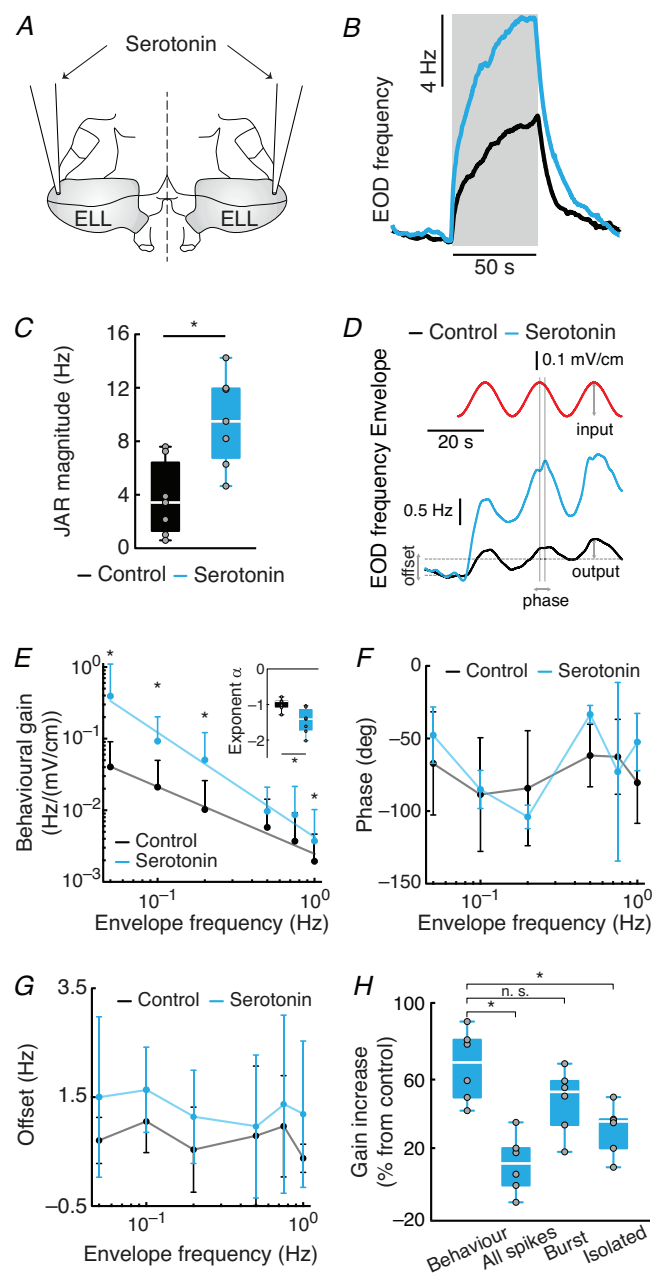 A
Serotonin
ELL
ELL
B
EOD frequency
4 Hz
50 s
C
JAR magnitude (Hz)
16
12
8
4
0
*
Control
Serotonin
D
Control
Serotonin
0.1 mV/cm
EOD frequency Envelope
20 s
input
0.5 Hz
offset
output
phase
E
Behavioural gain
(Hz/(mV/cm))
10⁰
10⁻¹
10⁻²
10⁻³
*
*
*
*
*
Exponent α
0
−1
−2
*
Control
Serotonin
10⁻¹
10⁰
Envelope frequency (Hz)
F
Control
Serotonin
Phase (deg)
0
−50
−100
−150
10⁻¹
10⁰
Envelope frequency (Hz)
G
Control
Serotonin
Offset (Hz)
3.5
1.5
−0.5
10⁻¹
10⁰
Envelope frequency (Hz)
H
*
n. s.
*
Gain increase
(% from control)
100
60
20
−20
Behaviour
All spikes
Burst
Isolated